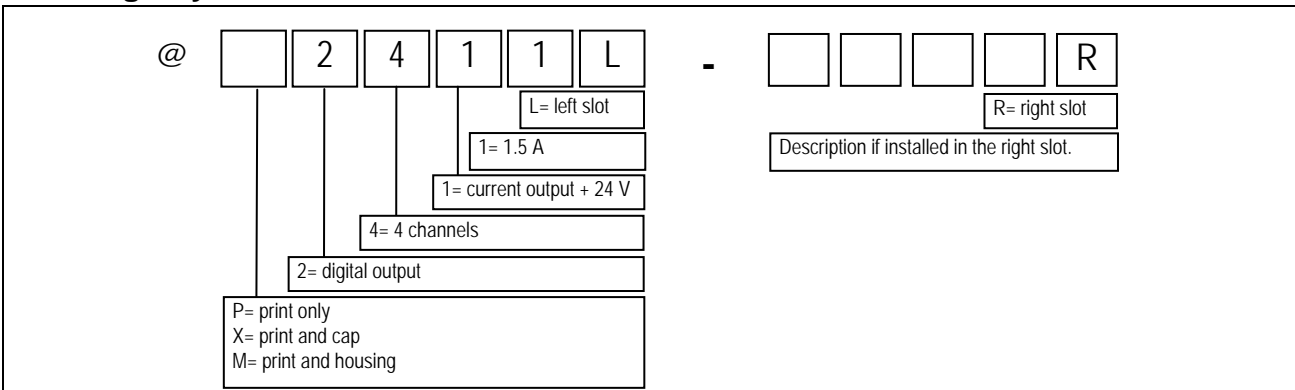 @ 2 4 1 1 L - R
L= left slot
R= right slot
1= 1.5 A
Description if installed in the right slot.
1= current output + 24 V
4= 4 channels
2= digital output
P= print only
X= print and cap
M= print and housing